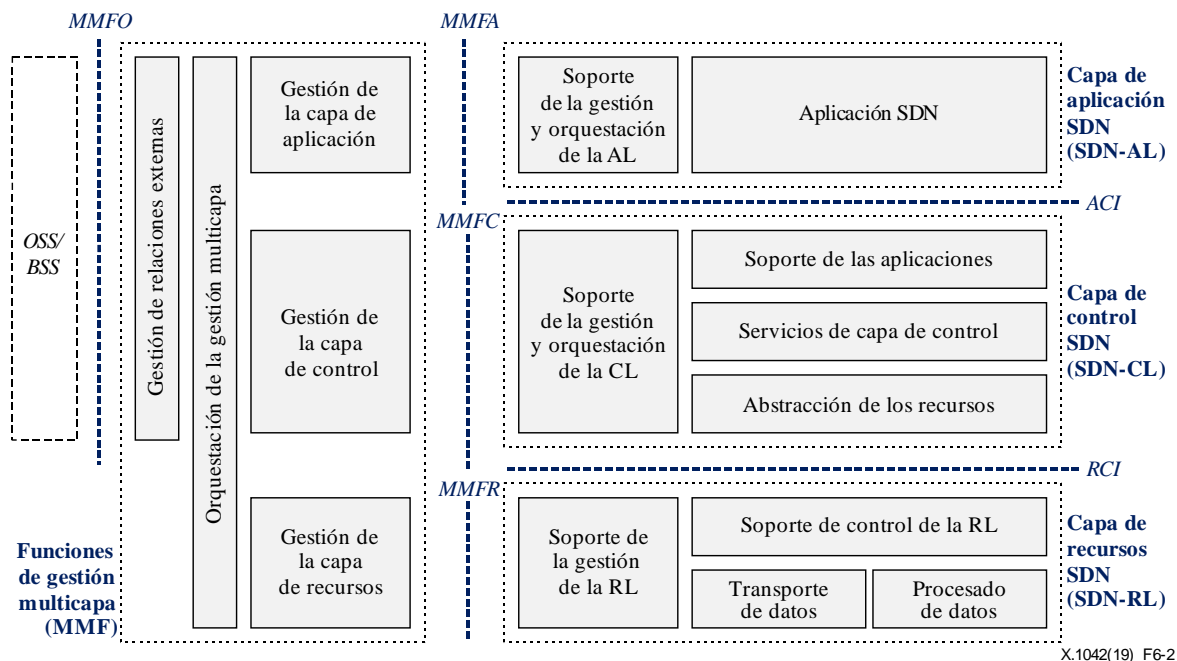 MMFO
MMFA
OSS/
BSS
Gestión de relaciones externas
Orquestación de la gestión multicapa
Gestión de
la capa de
aplicación
Gestión de
la capa
de control
Gestión de
la capa
de recursos
Funciones
de gestión
multicapa
(MMF)
Soporte
de la gestión
y orquestación
de la AL
Aplicación SDN
Capa de
aplicación
SDN
(SDN-AL)
ACI
MMFC
Soporte
de la gestión
y orquestación
de la CL
Soporte de las aplicaciones
Servicios de capa de control
Abstracción de los recursos
Capa de
control
SDN
(SDN-CL)
RCI
MMFR
Soporte de
la gestión
de la RL
Soporte de control de la RL
Transporte
de datos
Procesado
de datos
Capa de
recursos
SDN
(SDN-RL)
X.1042(19)_F6-2